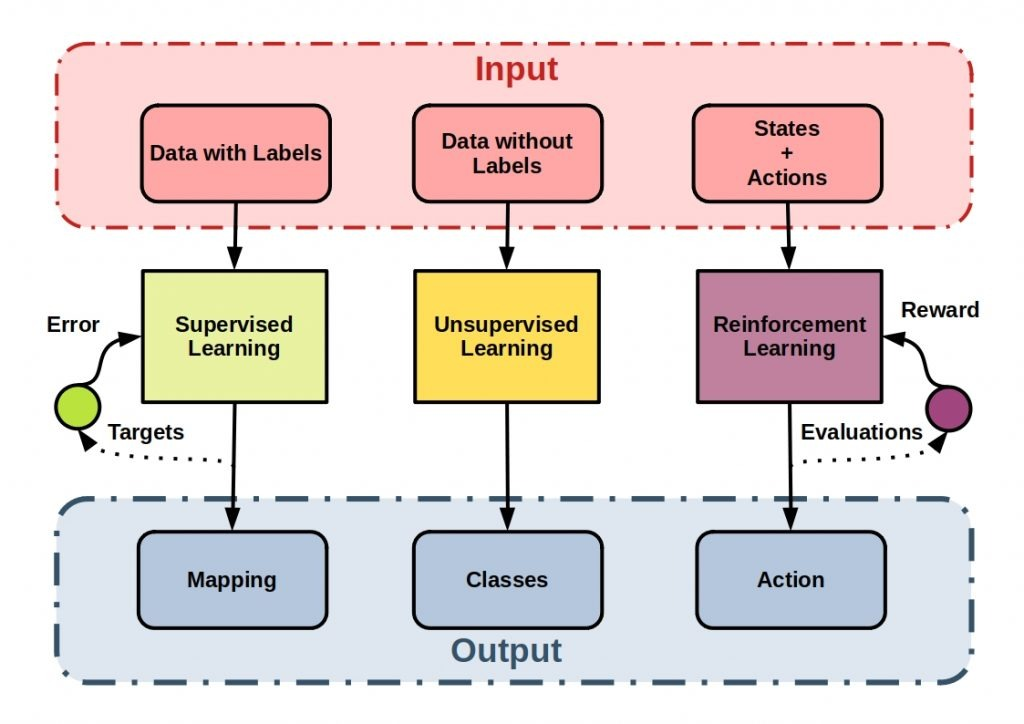 Input
Data with Labels
Data without
Labels
States
+
Actions
Error
Supervised
Learning
Unsupervised
Learning
Reinforcement
Learning
Reward
Targets
Evaluations
Mapping
Classes
Action
Output